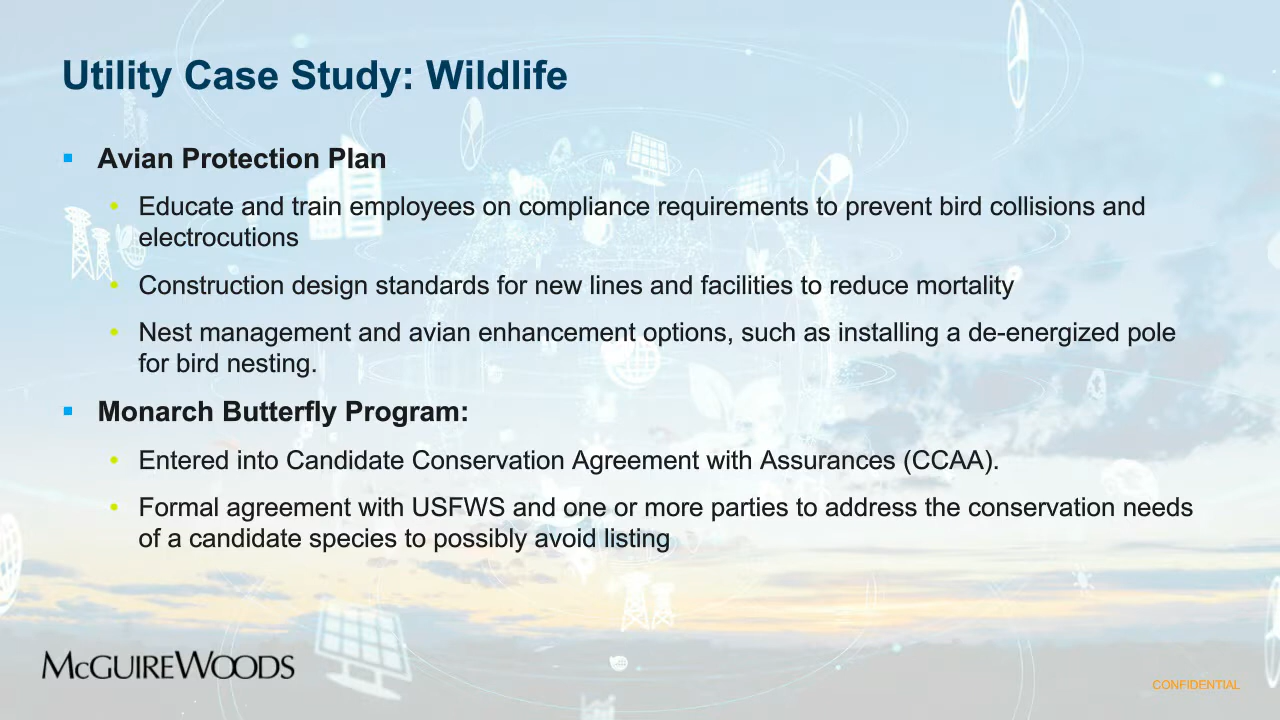 Utility Case Study: Wildlife
▪ Avian Protection Plan
• Educate and train employees on compliance requirements to prevent bird collisions and
electrocutions
• Construction design standards for new lines and facilities to reduce mortality
• Nest management and avian enhancement options, such as installing a de-energized pole
for bird nesting.
▪ Monarch Butterfly Program:
• Entered into Candidate Conservation Agreement with Assurances (CCAA).
• Formal agreement with USFWS and one or more parties to address the conservation needs
of a candidate species to possibly avoid listing
MCGUIREWOODS
CONFIDENTIAL